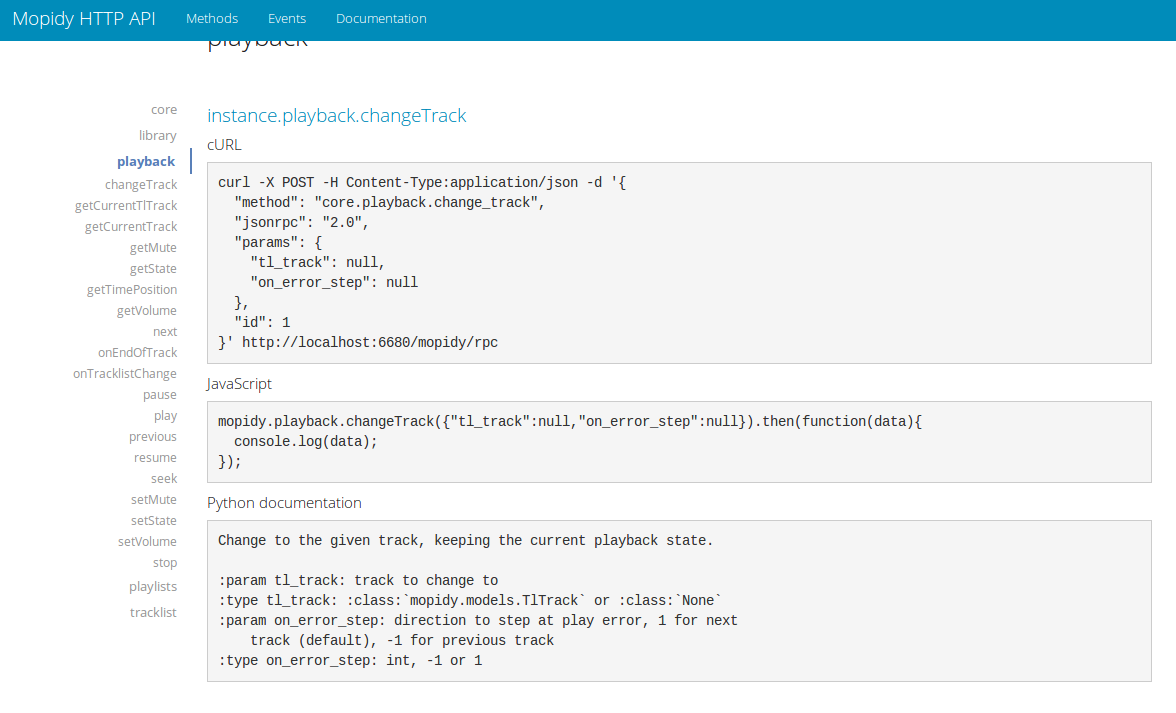 Mopidy HTTP API Methods Events Documentation
playback
core
library
playback
changeTrack
getCurrentTlTrack
getCurrentTrack
getMute
getState
getTimePosition
getVolume
next
onEndOfTrack
onTracklistChange
pause
play
previous
resume
seek
setMute
setState
setVolume
stop
playlists
tracklist
instance.playback.changeTrack
cURL
curl -X POST -H Content-Type:application/json -d '{
  "method": "core.playback.change_track",
  "jsonrpc": "2.0",
  "params": {
    "tl_track": null,
    "on_error_step": null
  },
  "id": 1
}' http://localhost:6680/mopidy/rpc
JavaScript
mopidy.playback.changeTrack({"tl_track":null,"on_error_step":null}).then(function(data){
  console.log(data);
});
Python documentation
Change to the given track, keeping the current playback state.
:param tl_track: track to change to
:type tl_track: :class:`mopidy.models.TlTrack` or :class:`None`
:param on_error_step: direction to step at play error, 1 for next
    track (default), -1 for previous track
:type on_error_step: int, -1 or 1